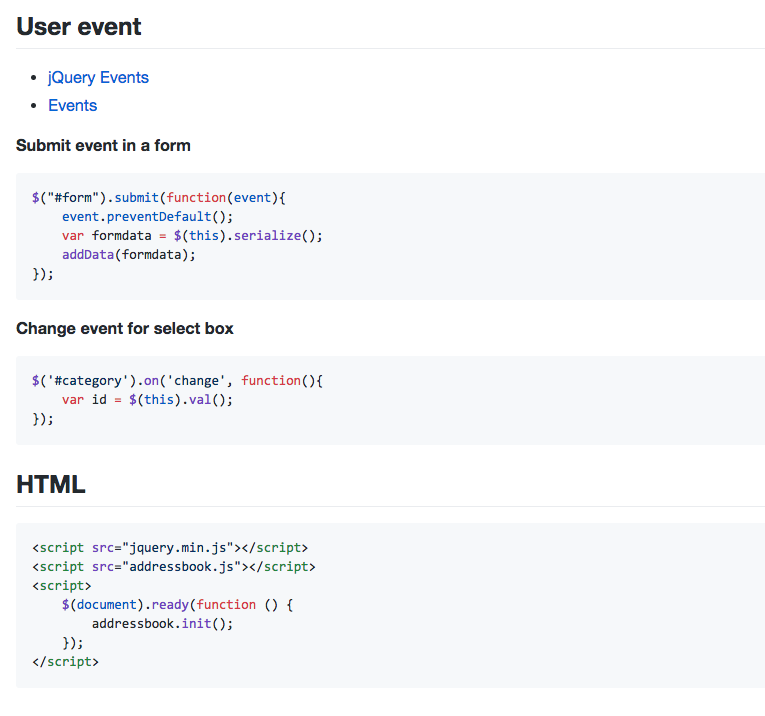 User event
jQuery Events
Events
Submit event in a form
$("#form").submit(function(event){
    event.preventDefault();
    var formdata = $(this).serialize();
    addData(formdata);
});
Change event for select box
$('#category').on('change', function(){
    var id = $(this).val();
});
HTML
<script src="jquery.min.js"></script>
<script src="addressbook.js"></script>
<script>
    $(document).ready(function () {
        addressbook.init();
    });
</script>